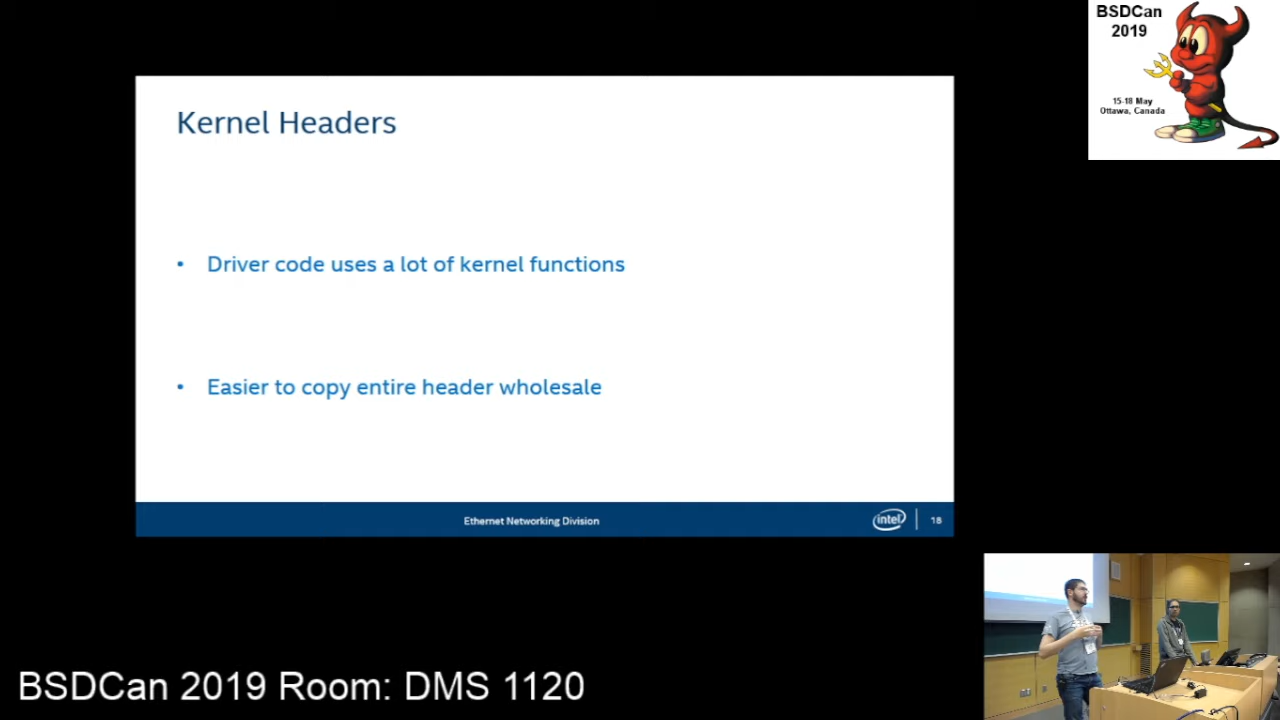 BSDCan
2019
15-18 May
Ottawa, Canada
Kernel Headers
• Driver code uses a lot of kernel functions
• Easier to copy entire header wholesale
Ethernet Networking Division
intel
18
BSDCan 2019 Room: DMS 1120